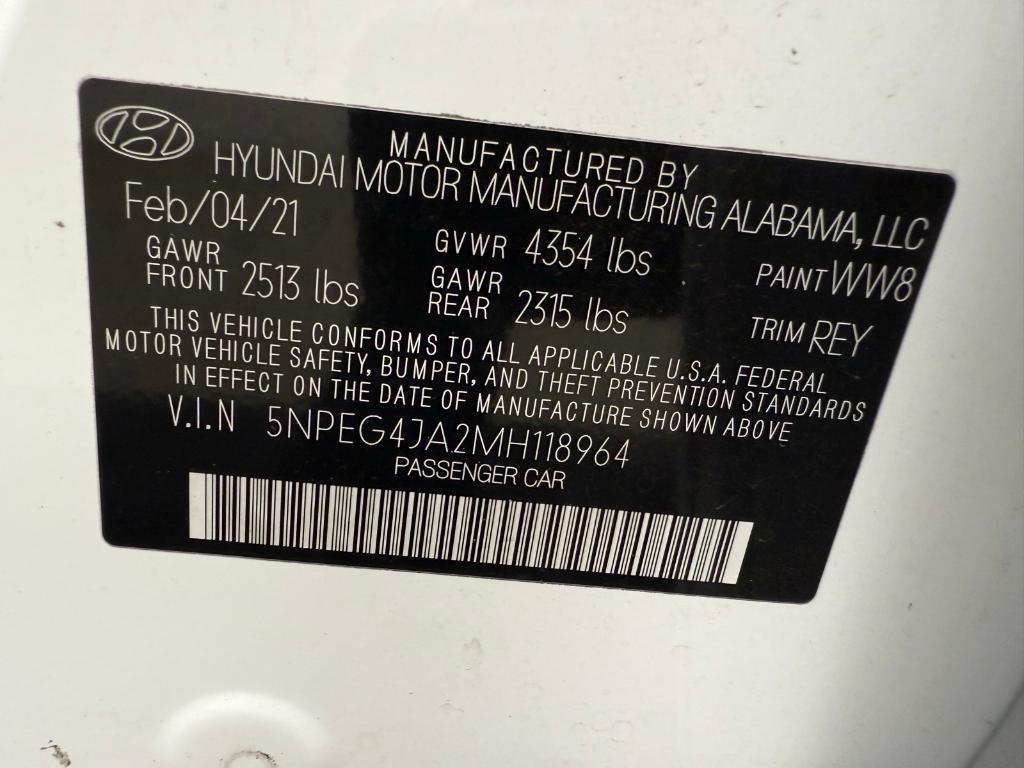 MANUFACTURED BY
HYUNDAI MOTOR MANUFACTURING ALABAMA, LLC
Feb/04/21
GVWR 4354 lbs
PAINT WW8
GAWR
FRONT 2513 lbs
GAWR
REAR 2315 lbs
TRIM REY
THIS VEHICLE CONFORMS TO ALL APPLICABLE U.S.A. FEDERAL
MOTOR VEHICLE SAFETY, BUMPER, AND THEFT PREVENTION STANDARDS
IN EFFECT ON THE DATE OF MANUFACTURE SHOWN ABOVE
V.I.N 5NPEG4JA2MH118964
PASSENGER CAR